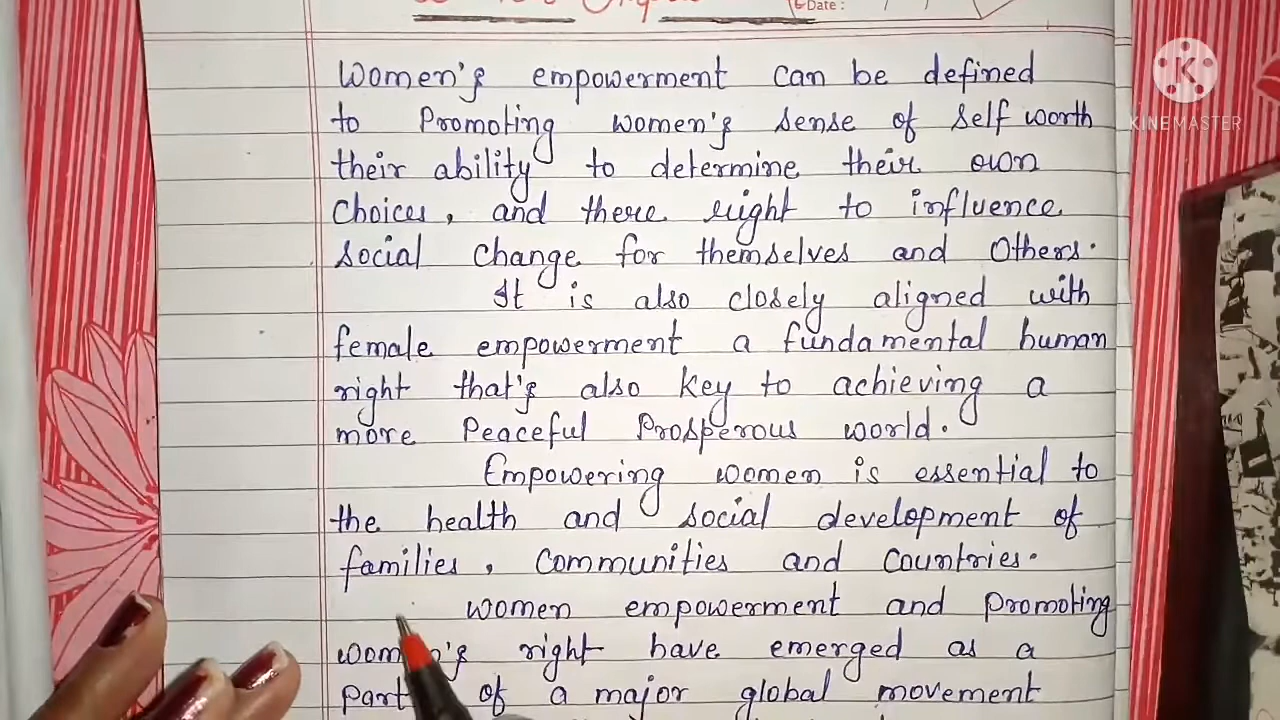 Date: / /
KINEMASTER
Women's empowerment can be defined
to Promoting women's sense of self worth
their ability to determine their own
Choices, and there right to influence
social change for themselves and Others.
It is also closely aligned with
female empowerment a fundamental human
right that's also key to achieving a
more Peaceful Prosperous world.
Empowering women is essential to
the health and social development of
families, Communities and Countries.
women empowerment and promoting
women's right have emerged as a
part of a major global movement